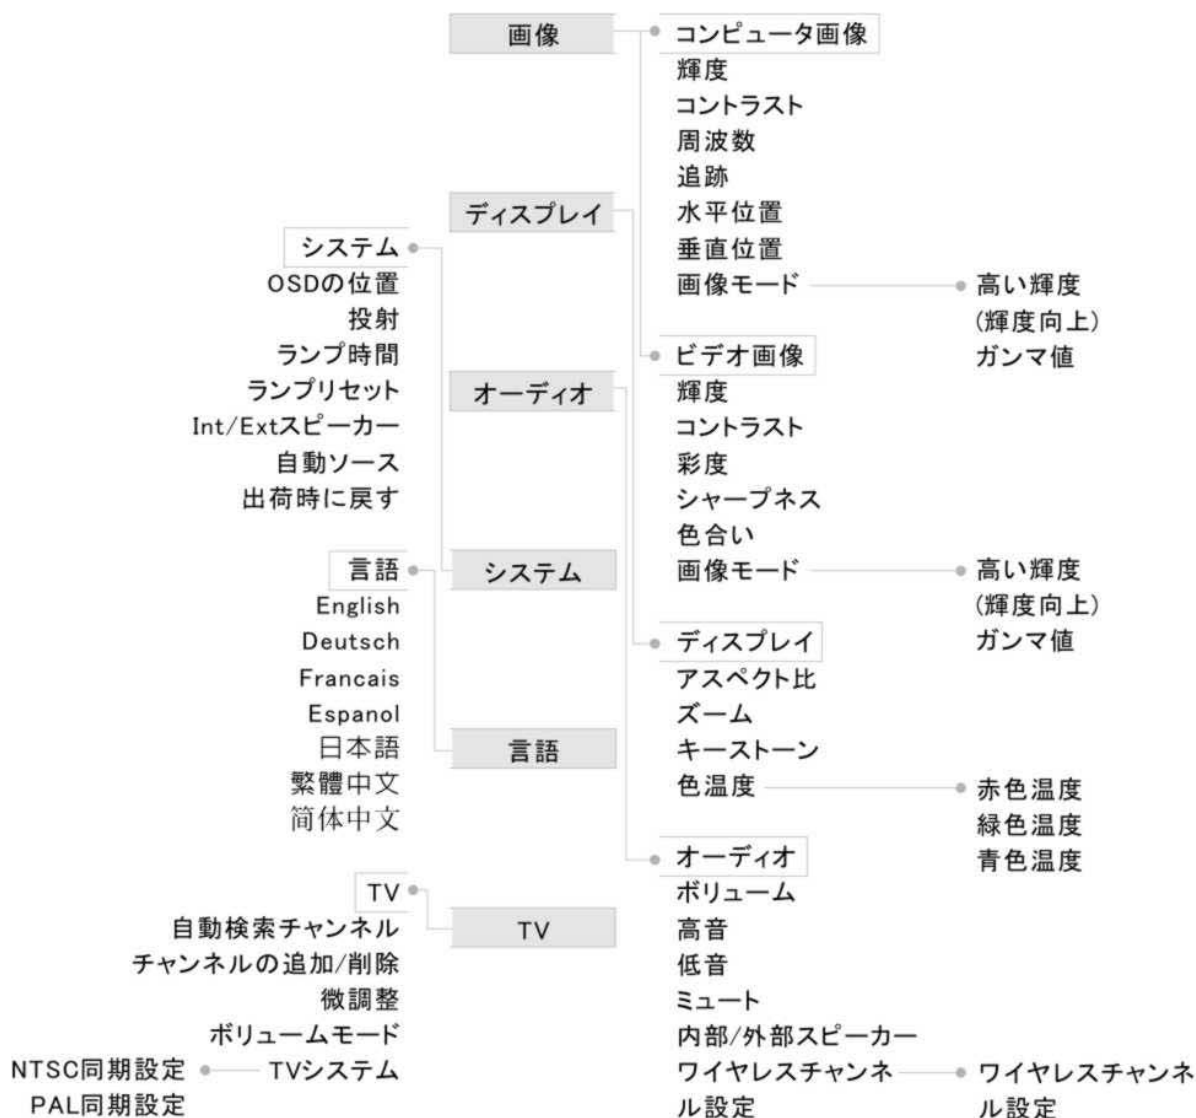 画像
コンピュータ画像
輝度
コントラスト
周波数
追跡
水平位置
垂直位置
画像モード
高い輝度
(輝度向上)
ガンマ値
ビデオ画像
輝度
コントラスト
彩度
シャープネス
色合い
画像モード
高い輝度
(輝度向上)
ガンマ値
ディスプレイ
ディスプレイ
アスペクト比
ズーム
キーストーン
色温度
赤色温度
緑色温度
青色温度
オーディオ
オーディオ
ボリューム
高音
低音
ミュート
内部/外部スピーカー
ワイヤレスチャンネ
ル設定
ワイヤレスチャンネ
ル設定
システム
システム
OSDの位置
投射
ランプ時間
ランプリセット
Int/Extスピーカー
自動ソース
出荷時に戻す
言語
言語
English
Deutsch
Francais
Espanol
日本語
繁體中文
简体中文
TV
TV
自動検索チャンネル
チャンネルの追加/削除
微調整
ボリュームモード
TVシステム
NTSC同期設定
PAL同期設定